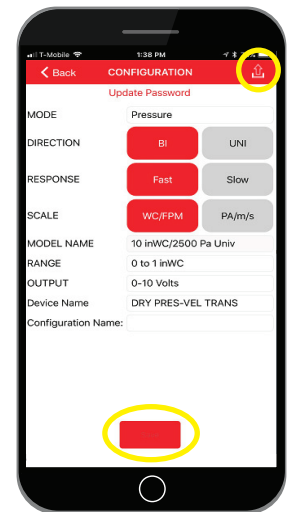 T-Mobile 1:38 PM
Back CONFIGURATION
Update Password
MODE Pressure
DIRECTION BI UNI
RESPONSE Fast Slow
SCALE WC/FPM PA/m/s
MODEL NAME 10 inWC/2500 Pa Univ
RANGE 0 to 1 inWC
OUTPUT 0-10 Volts
Device Name DRY PRES-VEL TRANS
Configuration Name: